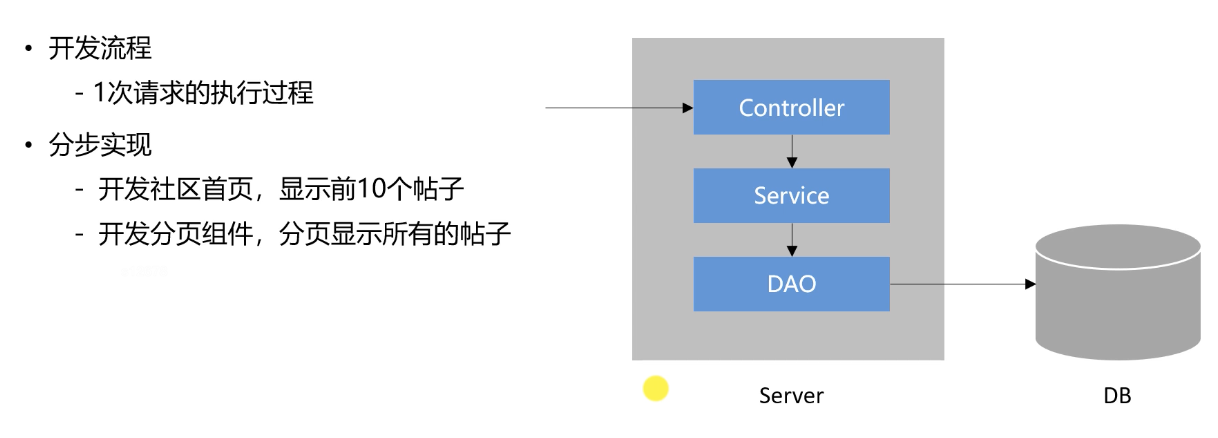 • 开发流程
- 1次请求的执行过程
• 分步实现
- 开发社区首页，显示前10个帖子
- 开发分页组件，分页显示所有的帖子
Controller
Service
DAO
Server
DB